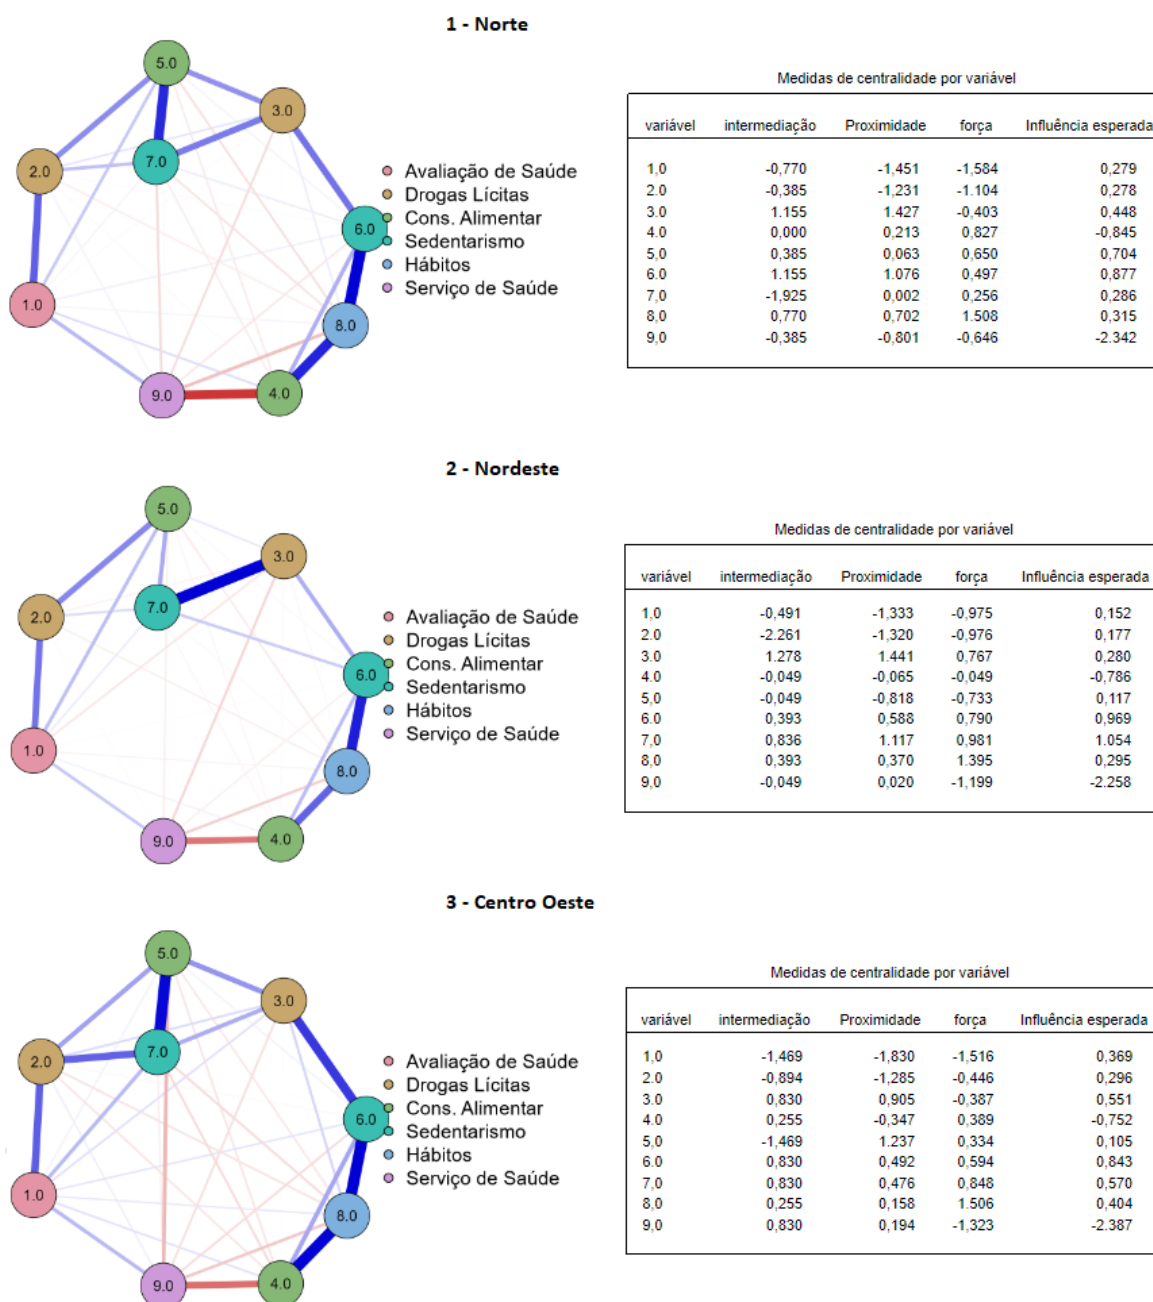 1 - Norte
5.0
3.0
2.0
7.0
6.0
1.0
8.0
9.0
4.0
Avaliação de Saúde
Drogas Lícitas
Cons. Alimentar
Sedentarismo
Hábitos
Serviço de Saúde
Medidas de centralidade por variável
variável intermediação Proximidade força Influência esperada
1,0 -0,770 -1,451 -1,584 0,279
2.0 -0,385 -1,231 -1.104 0,278
3.0 1.155 1.427 -0,403 0,448
4.0 0,000 0,213 0,827 -0,845
5,0 0,385 0,063 0,650 0,704
6.0 1.155 1.076 0,497 0,877
7,0 -1,925 0,002 0,256 0,286
8,0 0,770 0,702 1.508 0,315
9,0 -0,385 -0,801 -0,646 -2.342
2 - Nordeste
5.0
3.0
2.0
7.0
6.0
1.0
8.0
9.0
4.0
Avaliação de Saúde
Drogas Lícitas
Cons. Alimentar
Sedentarismo
Hábitos
Serviço de Saúde
Medidas de centralidade por variável
variável intermediação Proximidade força Influência esperada
1,0 -0,491 -1,333 -0,975 0,152
2.0 -2.261 -1,320 -0,976 0,177
3.0 1.278 1.441 0,767 0,280
4.0 -0,049 -0,065 -0,049 -0,786
5,0 -0,049 -0,818 -0,733 0,117
6.0 0,393 0,588 0,790 0,969
7,0 0,836 1.117 0,981 1.054
8,0 0,393 0,370 1.395 0,295
9,0 -0,049 0,020 -1,199 -2.258
3 - Centro Oeste
5.0
3.0
2.0
7.0
6.0
1.0
8.0
9.0
4.0
Avaliação de Saúde
Drogas Lícitas
Cons. Alimentar
Sedentarismo
Hábitos
Serviço de Saúde
Medidas de centralidade por variável
variável intermediação Proximidade força Influência esperada
1,0 -1,469 -1,830 -1,516 0,369
2.0 -0,894 -1,285 -0,446 0,296
3.0 0,830 0,905 -0,387 0,551
4.0 0,255 -0,347 0,389 -0,752
5,0 -1,469 1,237 0,334 0,105
6.0 0,830 0,492 0,594 0,843
7,0 0,830 0,476 0,848 0,570
8,0 0,255 0,158 1.506 0,404
9,0 0,830 0,194 -1,323 -2.387